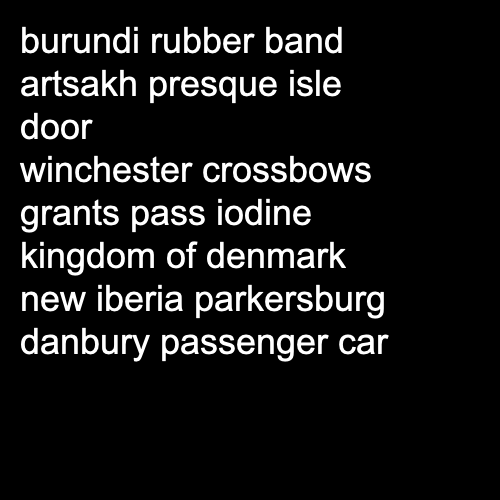 burundi rubber band
artsakh presque isle
door
winchester crossbows
grants pass iodine
kingdom of denmark
new iberia parkersburg
danbury passenger car